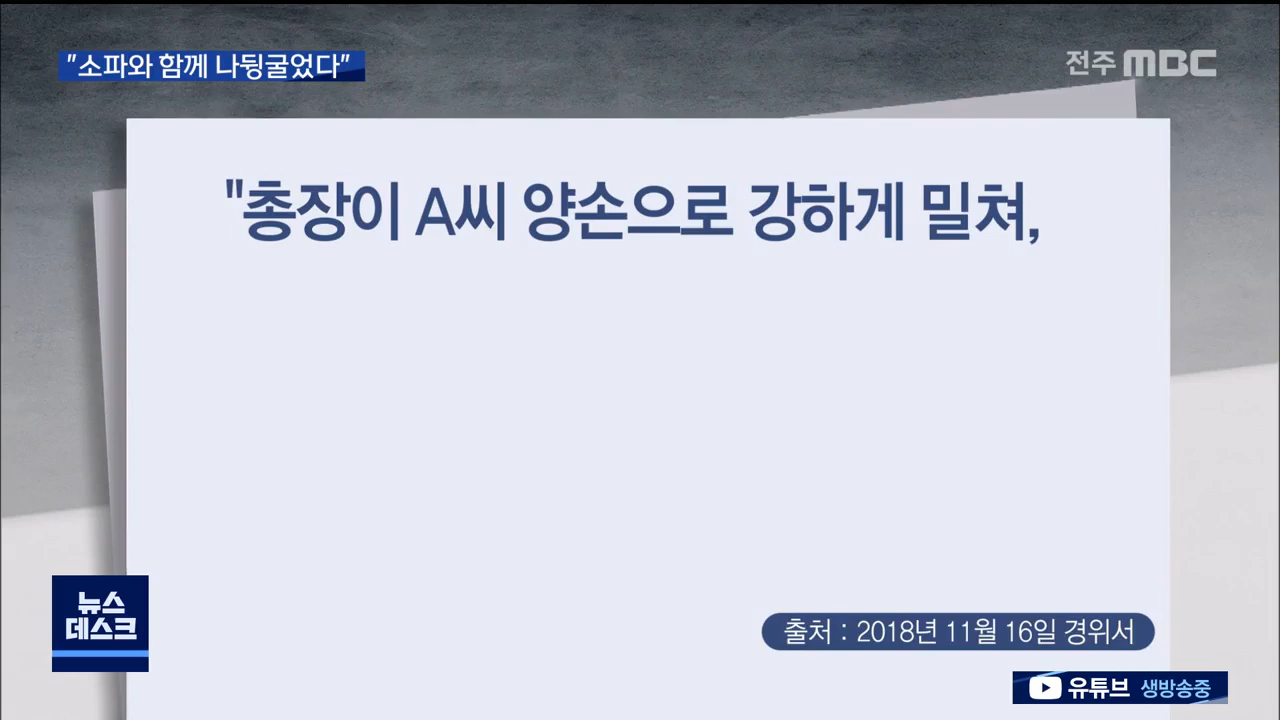 "소파와 함께 나뒹굴었다"
전주 MBC
"총장이 A씨 양손으로 강하게 밀쳐,
뉴스
데스크
출처 : 2018년 11월 16일 경위서
유튜브 생방송중